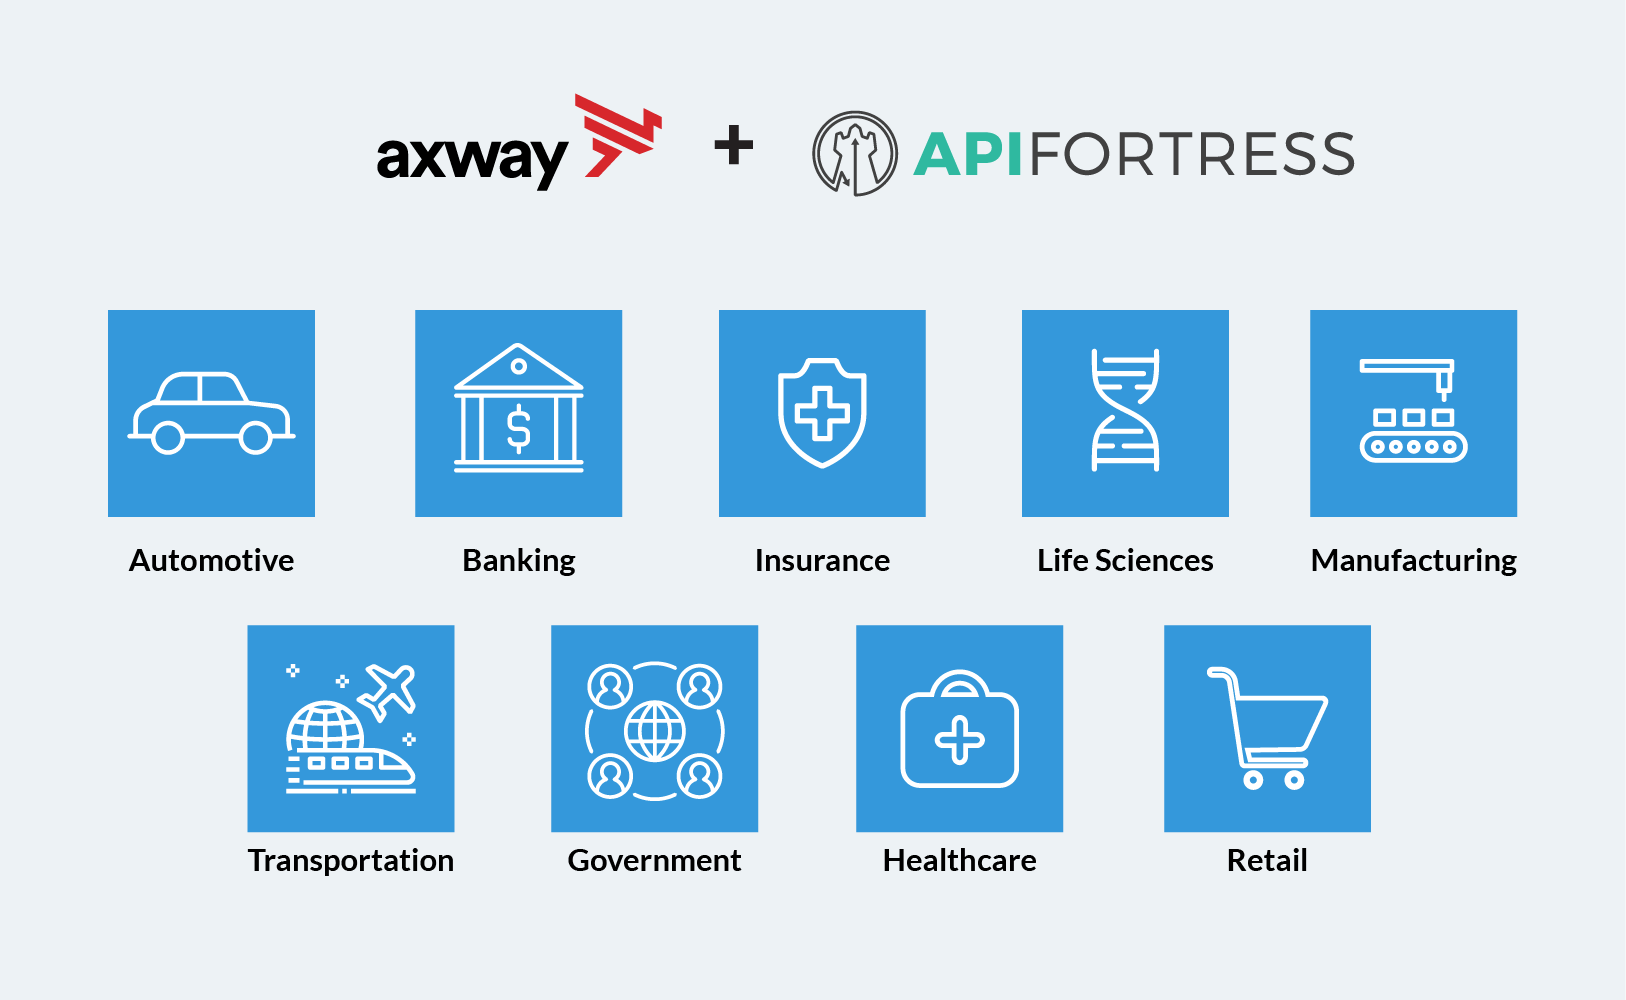 axway + APIFORTRESS
Automotive Banking Insurance Life Sciences Manufacturing
$
Transportation Government Healthcare Retail